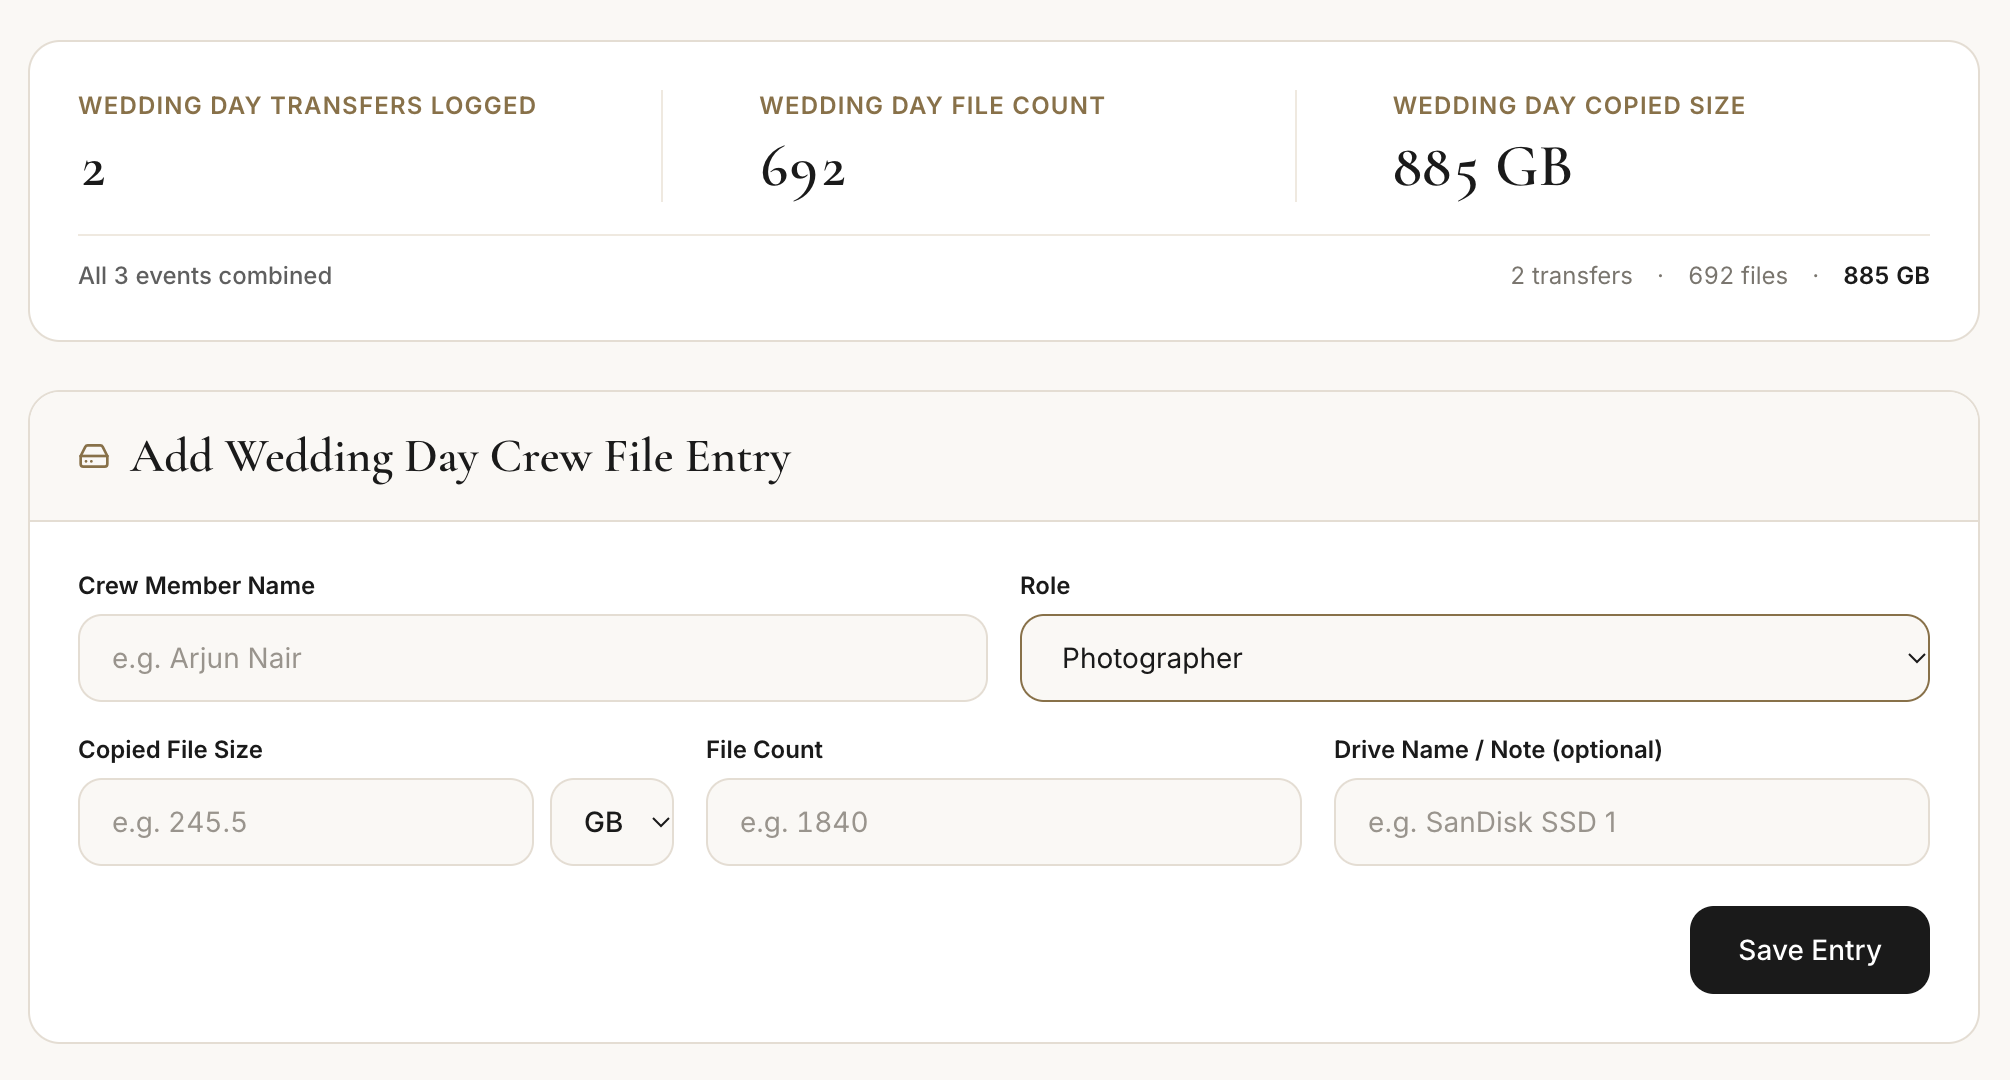 WEDDING DAY TRANSFERS LOGGED
2
WEDDING DAY FILE COUNT
692
WEDDING DAY COPIED SIZE
885 GB
All 3 events combined
2 transfers · 692 files · 885 GB
Add Wedding Day Crew File Entry
Crew Member Name
e.g. Arjun Nair
Role
Photographer
Copied File Size
e.g. 245.5
GB
File Count
e.g. 1840
Drive Name / Note (optional)
e.g. SanDisk SSD 1
Save Entry